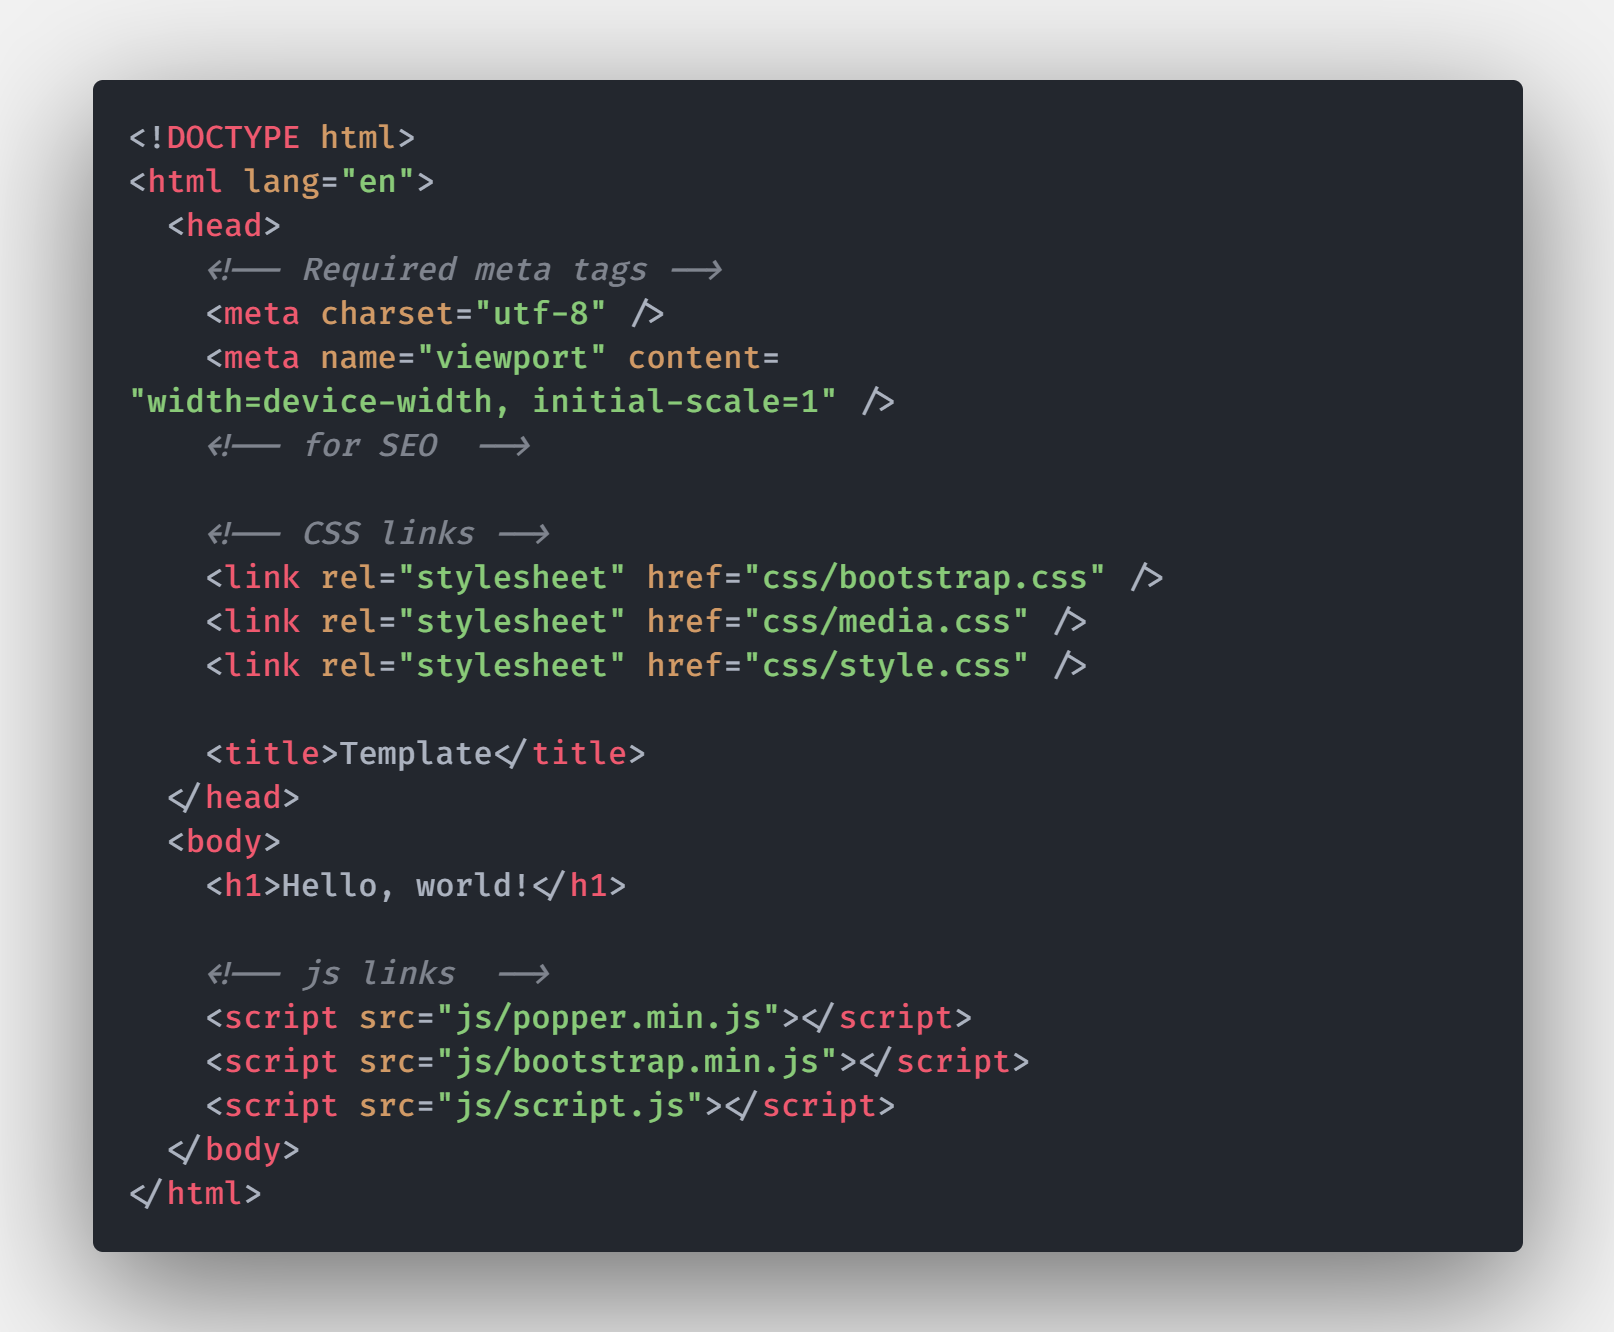 <!DOCTYPE html>
<html lang="en">
  <head>
    <!-- Required meta tags -->
    <meta charset="utf-8" />
    <meta name="viewport" content=
"width=device-width, initial-scale=1" />
    <!-- for SEO  -->

    <!-- CSS links -->
    <link rel="stylesheet" href="css/bootstrap.css" />
    <link rel="stylesheet" href="css/media.css" />
    <link rel="stylesheet" href="css/style.css" />

    <title>Template</title>
  </head>
  <body>
    <h1>Hello, world!</h1>

    <!-- js links  -->
    <script src="js/popper.min.js"></script>
    <script src="js/bootstrap.min.js"></script>
    <script src="js/script.js"></script>
  </body>
</html>